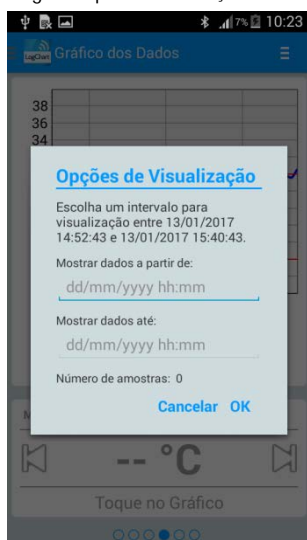 7% 10:23
LogChart
Gráfico dos Dados
38
36
34
Opções de Visualização
Escolha um intervalo para
visualização entre 13/01/2017
14:52:43 e 13/01/2017 15:40:43.
Mostrar dados a partir de:
dd/mm/yyyy hh:mm
Mostrar dados até:
dd/mm/yyyy hh:mm
Número de amostras: 0
Cancelar OK
M
-- °C
Toque no Gráfico